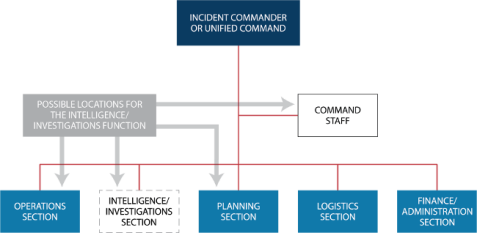 INCIDENT COMMANDER
OR UNIFIED COMMAND
POSSIBLE LOCATIONS FOR
THE INTELLIGENCE/
INVESTIGATIONS FUNCTION
COMMAND
STAFF
OPERATIONS
SECTION
INTELLIGENCE/
INVESTIGATIONS
SECTION
PLANNING
SECTION
LOGISTICS
SECTION
FINANCE/
ADMINISTRATION
SECTION